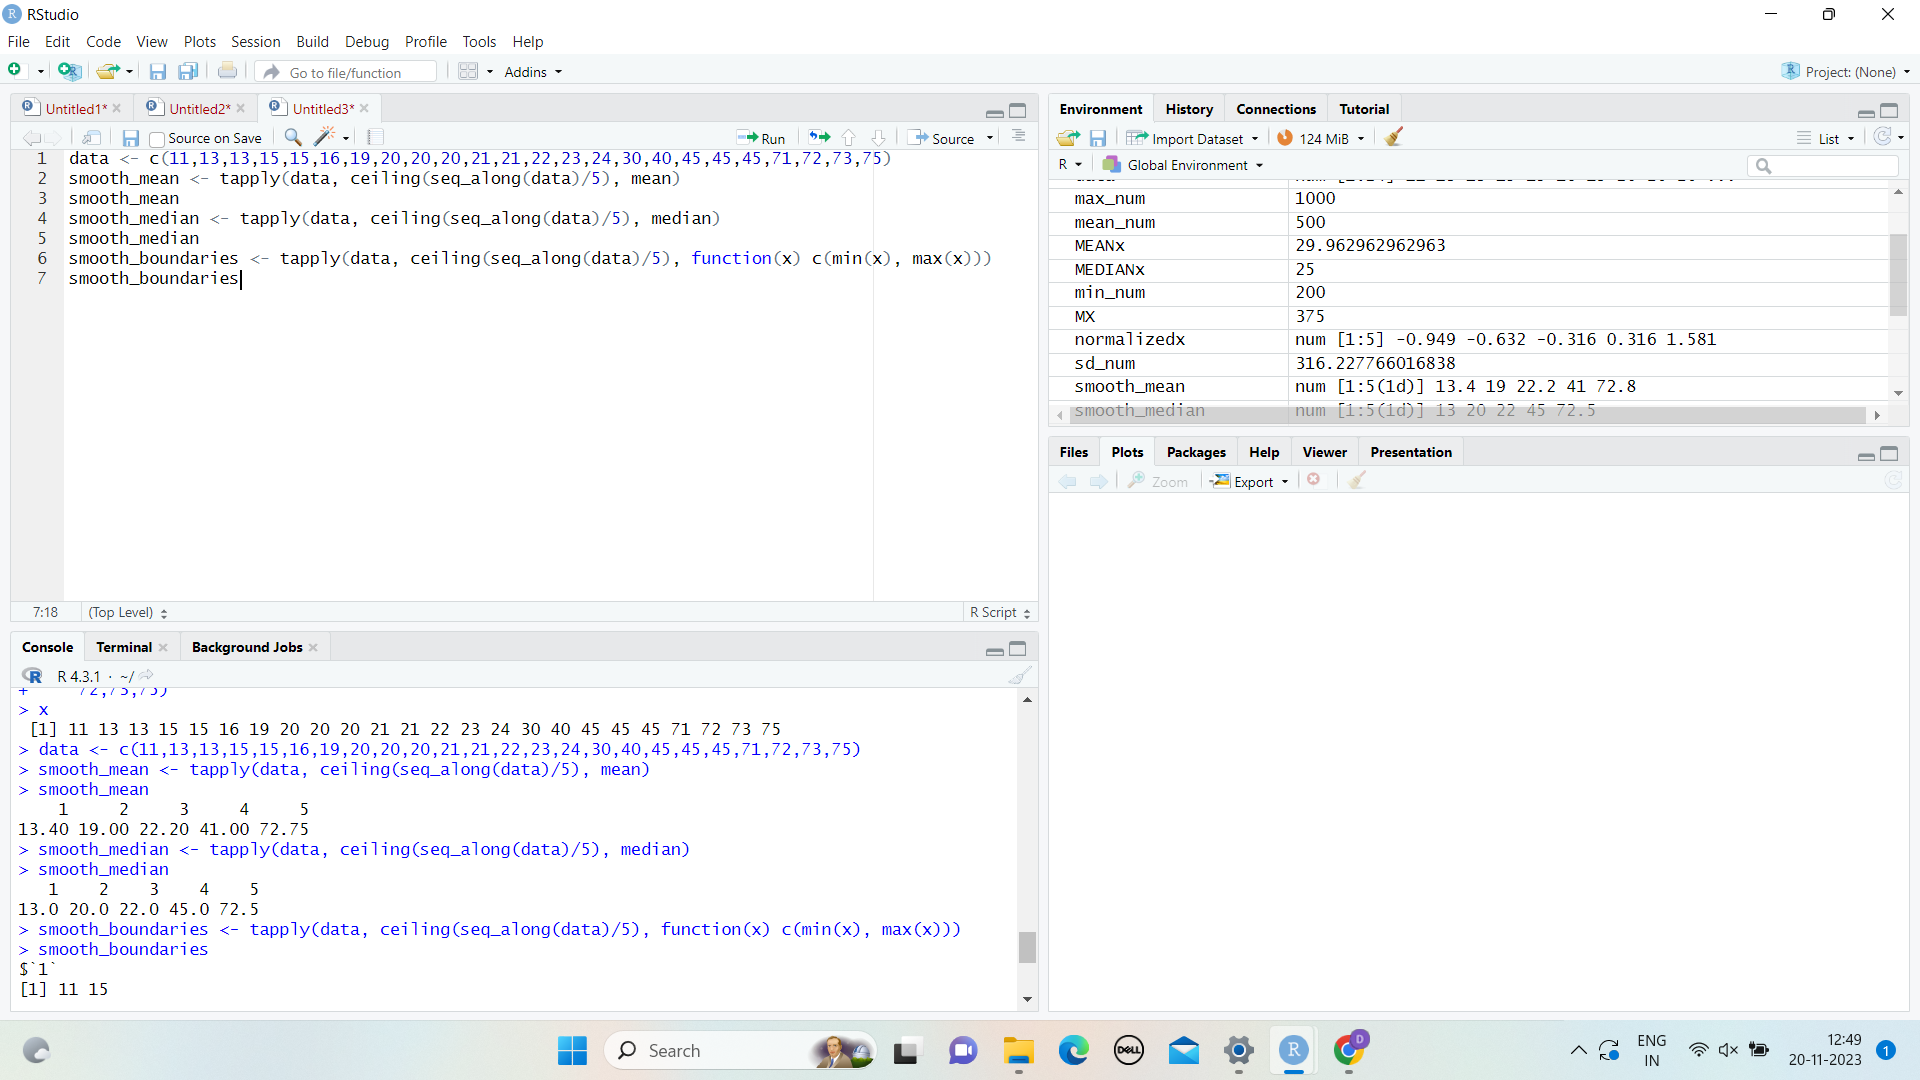 RStudio
File Edit Code View Plots Session Build Debug Profile Tools Help
Go to file/function Addins Project: (None)
Untitled1* Untitled2* Untitled3*
Source on Save Run Source
1 data <- c(11,13,13,15,15,16,19,20,20,20,21,21,22,23,24,30,40,45,45,45,71,72,73,75)
2 smooth_mean <- tapply(data, ceiling(seq_along(data)/5), mean)
3 smooth_mean
4 smooth_median <- tapply(data, ceiling(seq_along(data)/5), median)
5 smooth_median
6 smooth_boundaries <- tapply(data, ceiling(seq_along(data)/5), function(x) c(min(x), max(x)))
7 smooth_boundaries
7:18 (Top Level) R Script
Console Terminal Background Jobs
R 4.3.1 · ~/
+ 72,73,75)
> x
[1] 11 13 13 15 15 16 19 20 20 20 21 21 22 23 24 30 40 45 45 45 71 72 73 75
> data <- c(11,13,13,15,15,16,19,20,20,20,21,21,22,23,24,30,40,45,45,45,71,72,73,75)
> smooth_mean <- tapply(data, ceiling(seq_along(data)/5), mean)
> smooth_mean
1 2 3 4 5
13.40 19.00 22.20 41.00 72.75
> smooth_median <- tapply(data, ceiling(seq_along(data)/5), median)
> smooth_median
1 2 3 4 5
13.0 20.0 22.0 45.0 72.5
> smooth_boundaries <- tapply(data, ceiling(seq_along(data)/5), function(x) c(min(x), max(x)))
> smooth_boundaries
$`1`
[1] 11 15
Environment History Connections Tutorial
Import Dataset 124 MiB List
R Global Environment
max_num 1000
mean_num 500
MEANx 29.962962962963
MEDIANx 25
min_num 200
MX 375
normalizedx num [1:5] -0.949 -0.632 -0.316 0.316 1.581
sd_num 316.227766016838
smooth_mean num [1:5(1d)] 13.4 19 22.2 41 72.8
smooth_median num [1:5(1d)] 13 20 22 45 72.5
Files Plots Packages Help Viewer Presentation
Zoom Export
Search DELL R D
ENG
IN
12:49
20-11-2023
1